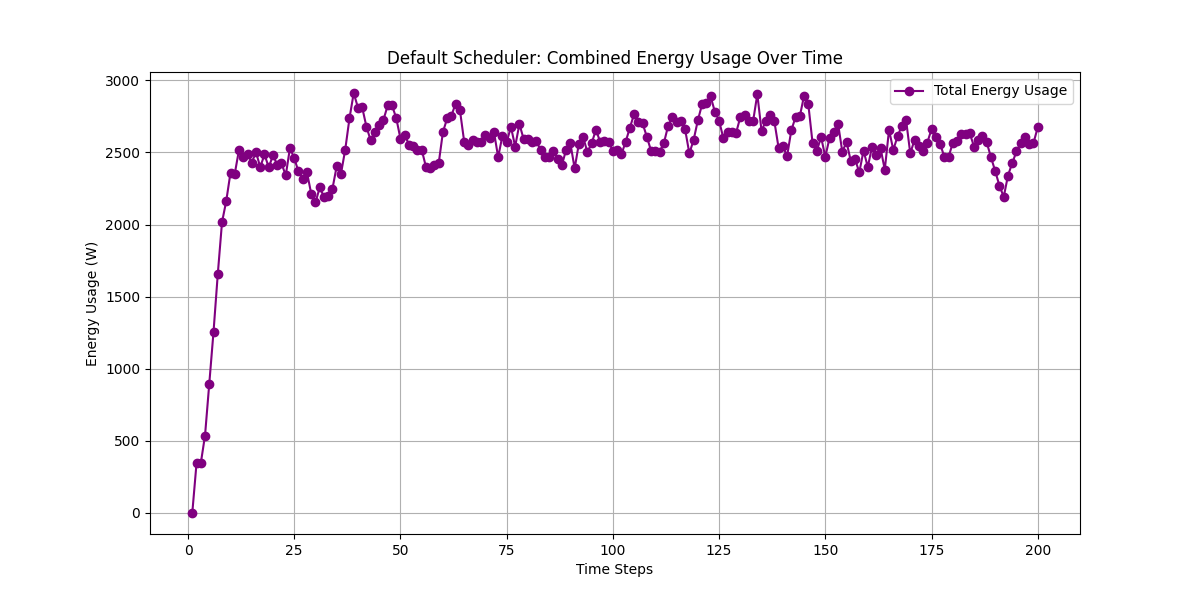 Default Scheduler: Combined Energy Usage Over Time
Total Energy Usage
Energy Usage (W)
3000
2500
2000
1500
1000
500
0
0 25 50 75 100 125 150 175 200
Time Steps